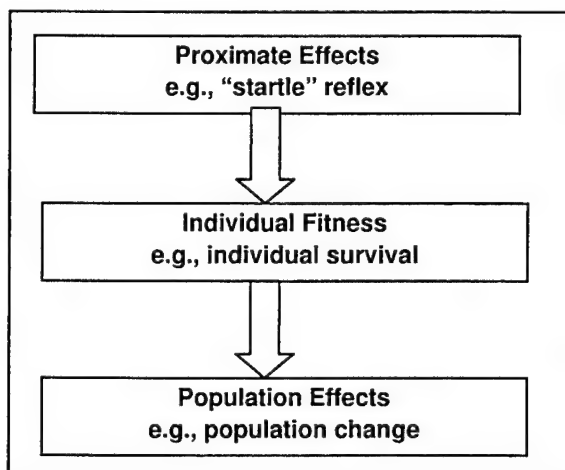 Proximate Effects
e.g., “startle” reflex
Individual Fitness
e.g., individual survival
Population Effects
e.g., population change